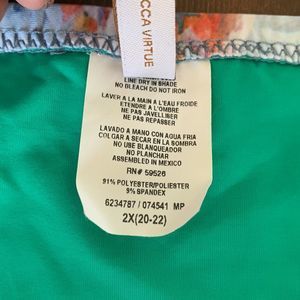 CCA VIRTUE
LINE DRY IN SHADE
NO BLEACH DO NOT IRON
LAVER A LA MAIN A L'EAU FROIDE
ETENDRE A L'OMBRE
NE PAS JAVELLIBER
NE PAS REPASSER
LAVADO A MANO CON AGUA FRIA
COLGAR A SECAR EN LA SOMBRA
NO USE BLANQUEADOR
NO PLANCHAR
ASSEMBLED IN MEXICO
RN# 59526
91% POLYESTER/POLIESTER
9% SPANDEX
6234787 / 074541 MP
2X(20-22)